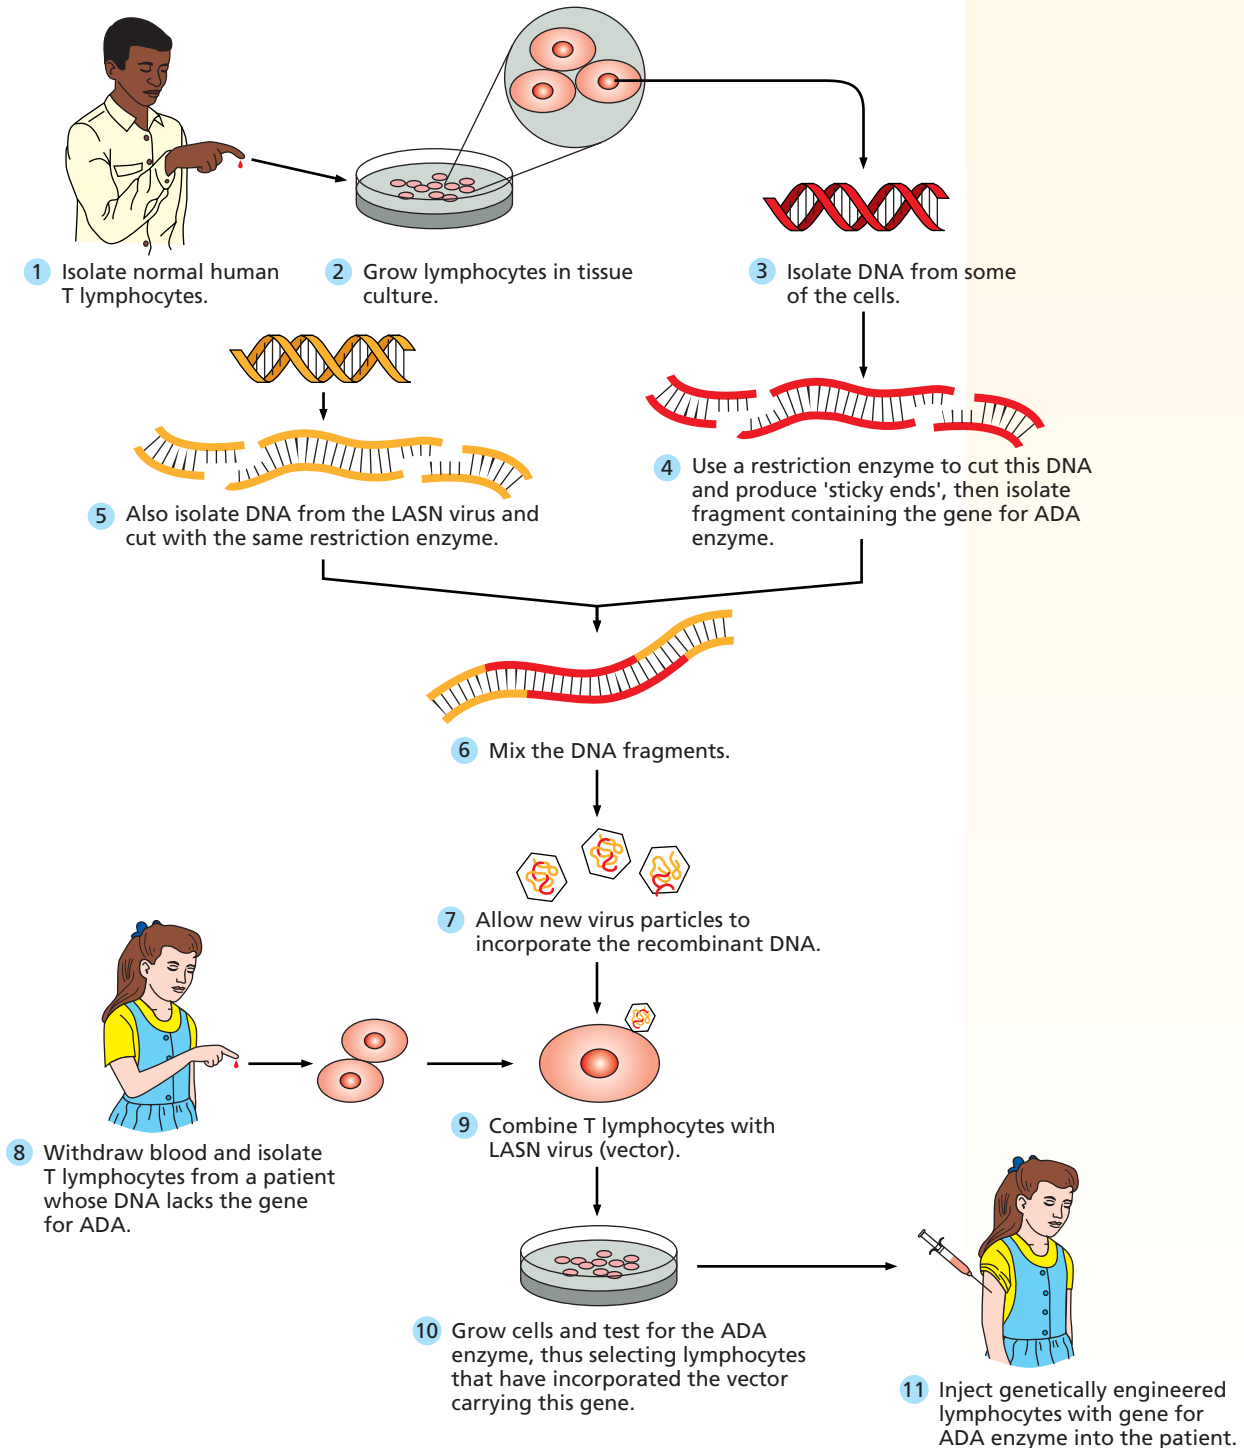 1 Isolate normal human
T lymphocytes.
2 Grow lymphocytes in tissue
culture.
3 Isolate DNA from some
of the cells.
4 Use a restriction enzyme to cut this DNA
and produce 'sticky ends', then isolate
fragment containing the gene for ADA
enzyme.
5 Also isolate DNA from the LASN virus and
cut with the same restriction enzyme.
6 Mix the DNA fragments.
7 Allow new virus particles to
incorporate the recombinant DNA.
8 Withdraw blood and isolate
T lymphocytes from a patient
whose DNA lacks the gene
for ADA.
9 Combine T lymphocytes with
LASN virus (vector).
10 Grow cells and test for the ADA
enzyme, thus selecting lymphocytes
that have incorporated the vector
carrying this gene.
11 Inject genetically engineered
lymphocytes with gene for
ADA enzyme into the patient.